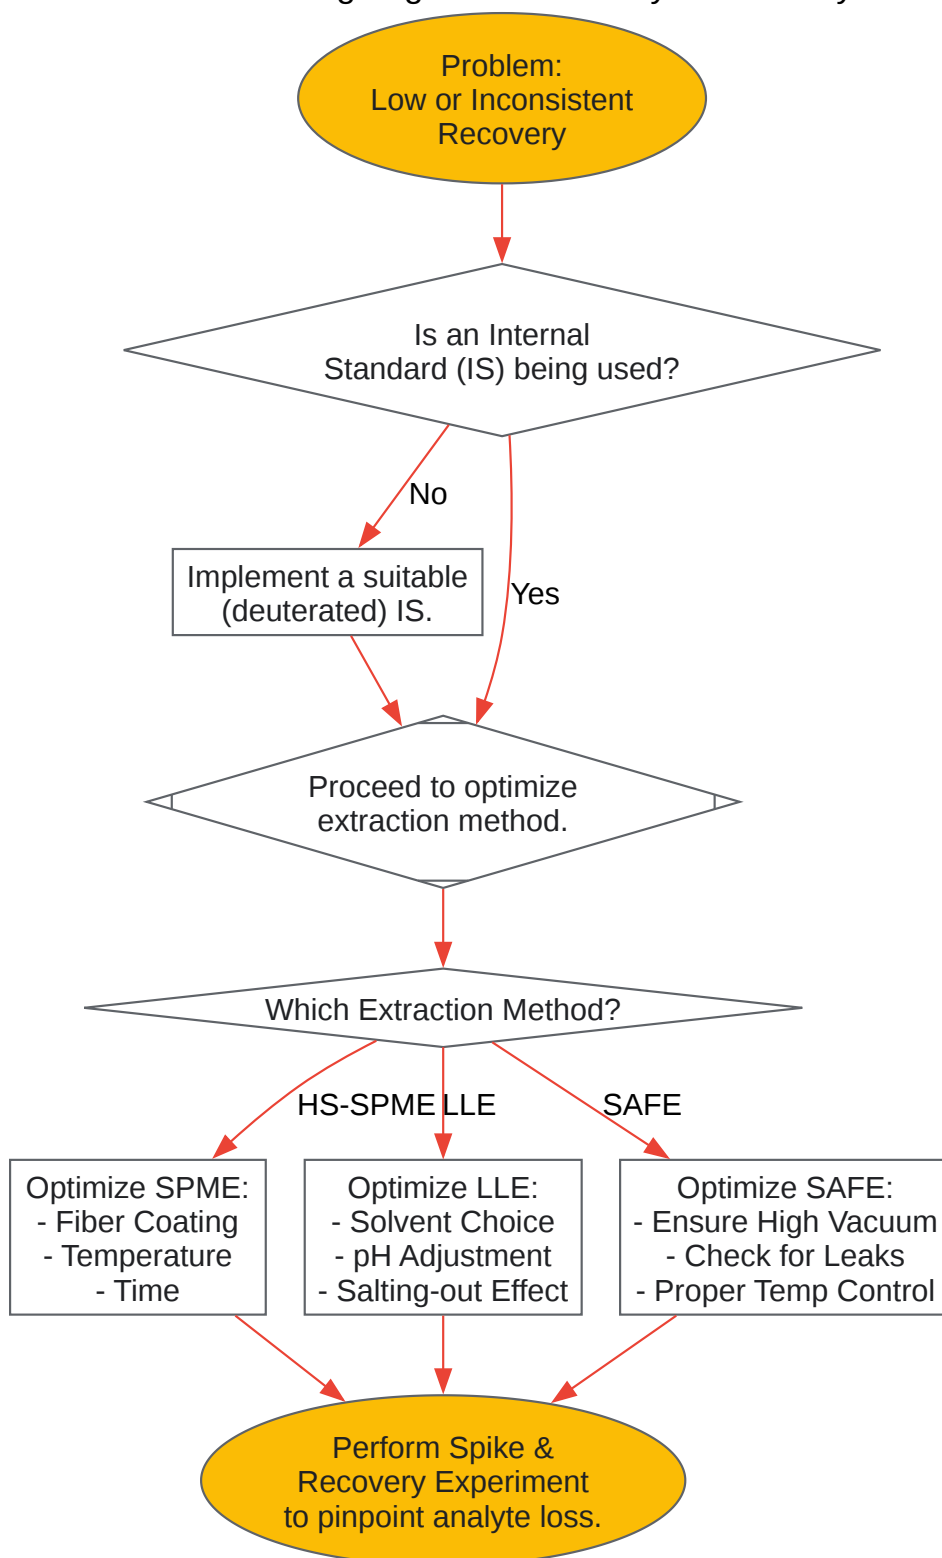 Problem:
Low or Inconsistent
Recovery
Is an Internal
Standard (IS) being used?
No
Yes
Implement a suitable
(deuterated) IS.
Proceed to optimize
extraction method.
Which Extraction Method?
HS-SPME LLE SAFE
Optimize SPME:
- Fiber Coating
- Temperature
- Time
Optimize LLE:
- Solvent Choice
- pH Adjustment
- Salting-out Effect
Optimize SAFE:
- Ensure High Vacuum
- Check for Leaks
- Proper Temp Control
Perform Spike &
Recovery Experiment
to pinpoint analyte loss.